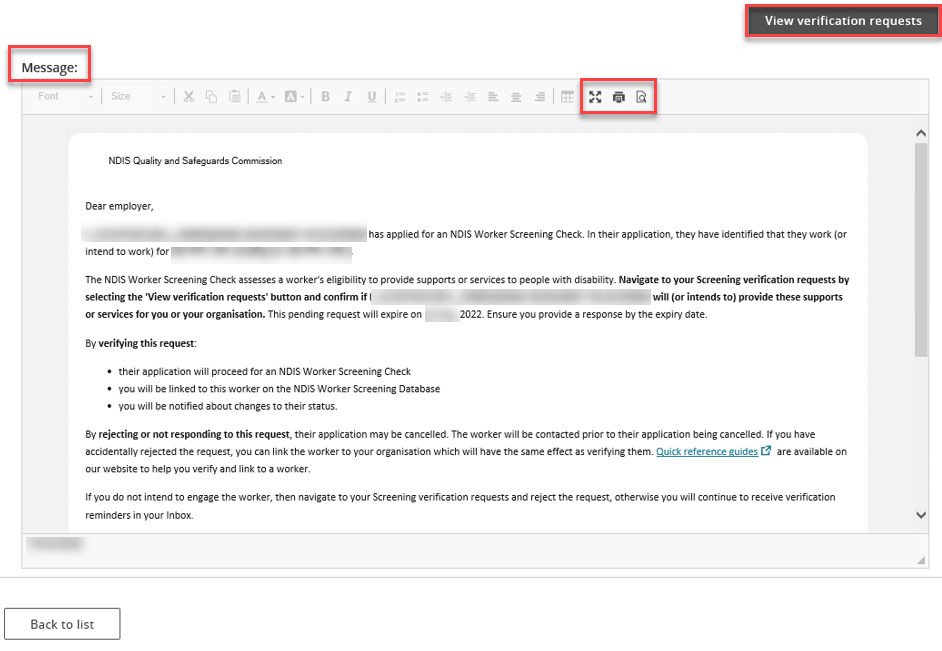 View verification requests
Message:
Font Size A A B I U
NDIS Quality and Safeguards Commission
Dear employer,
has applied for an NDIS Worker Screening Check. In their application, they have identified that they work (or
intend to work) for .
The NDIS Worker Screening Check assesses a worker's eligibility to provide supports or services to people with disability. Navigate to your Screening verification requests by
selecting the 'View verification requests' button and confirm if will (or intends to) provide these supports
or services for you or your organisation. This pending request will expire on 2022. Ensure you provide a response by the expiry date.
By verifying this request:
• their application will proceed for an NDIS Worker Screening Check
• you will be linked to this worker on the NDIS Worker Screening Database
• you will be notified about changes to their status.
By rejecting or not responding to this request, their application may be cancelled. The worker will be contacted prior to their application being cancelled. If you have
accidentally rejected the request, you can link the worker to your organisation which will have the same effect as verifying them. Quick reference guides are available on
our website to help you verify and link to a worker.
If you do not intend to engage the worker, then navigate to your Screening verification requests and reject the request, otherwise you will continue to receive verification
reminders in your Inbox.
Back to list